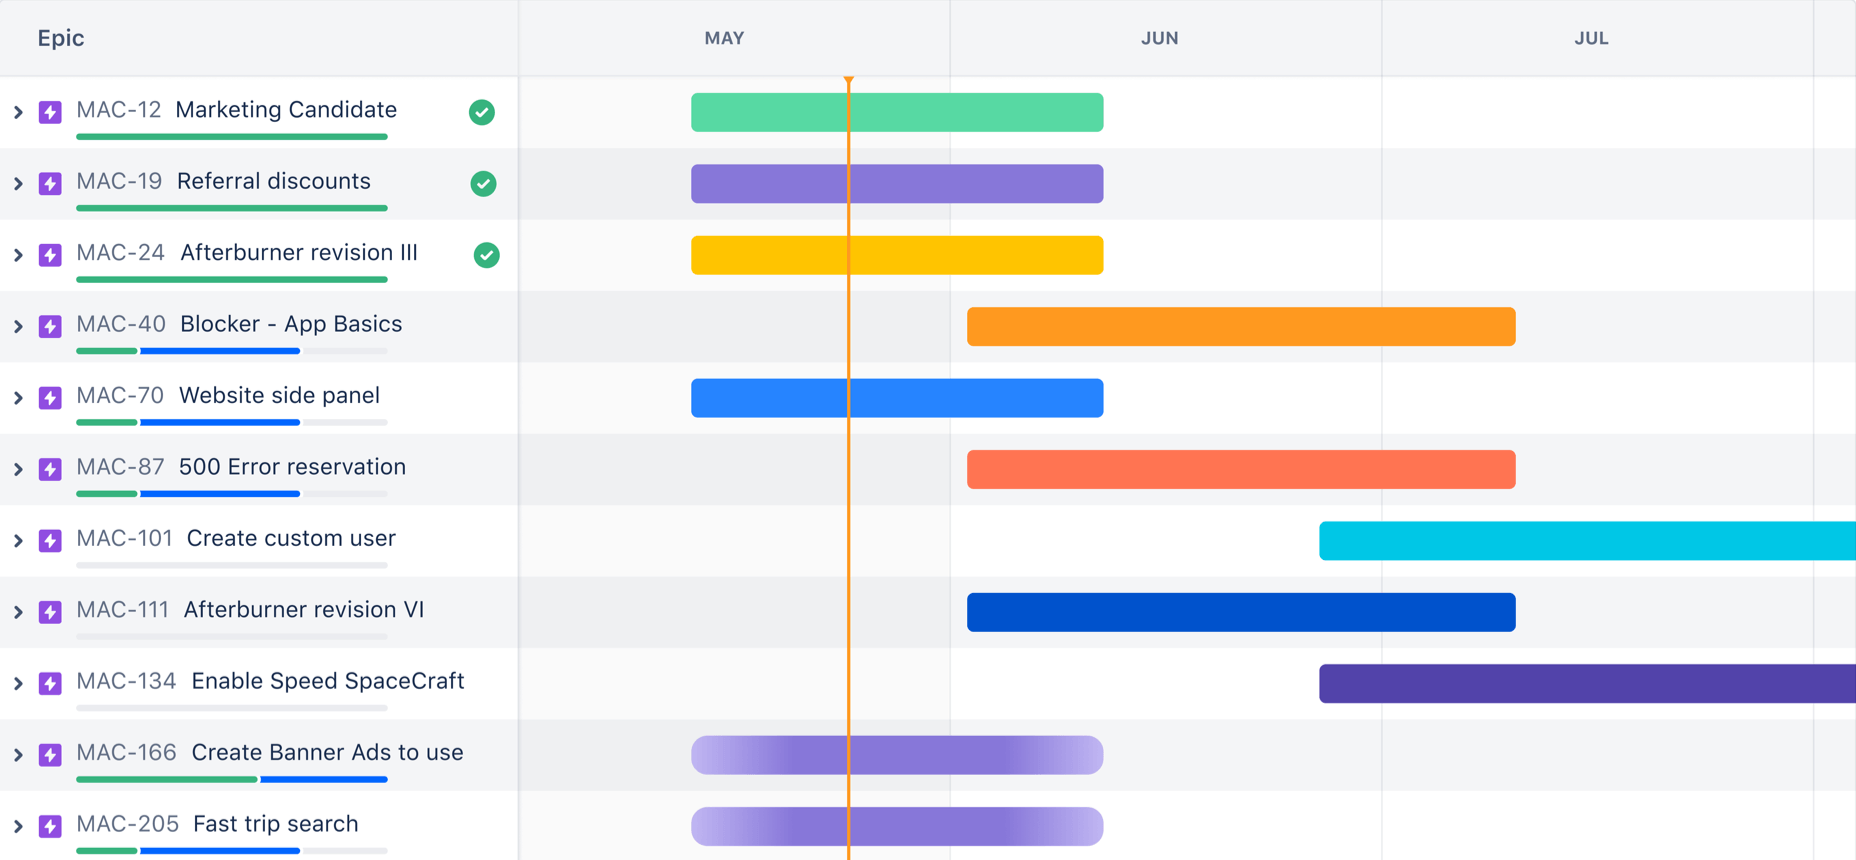 Epic MAY JUN JUL
MAC-12 Marketing Candidate
MAC-19 Referral discounts
MAC-24 Afterburner revision III
MAC-40 Blocker - App Basics
MAC-70 Website side panel
MAC-87 500 Error reservation
MAC-101 Create custom user
MAC-111 Afterburner revision VI
MAC-134 Enable Speed SpaceCraft
MAC-166 Create Banner Ads to use
MAC-205 Fast trip search